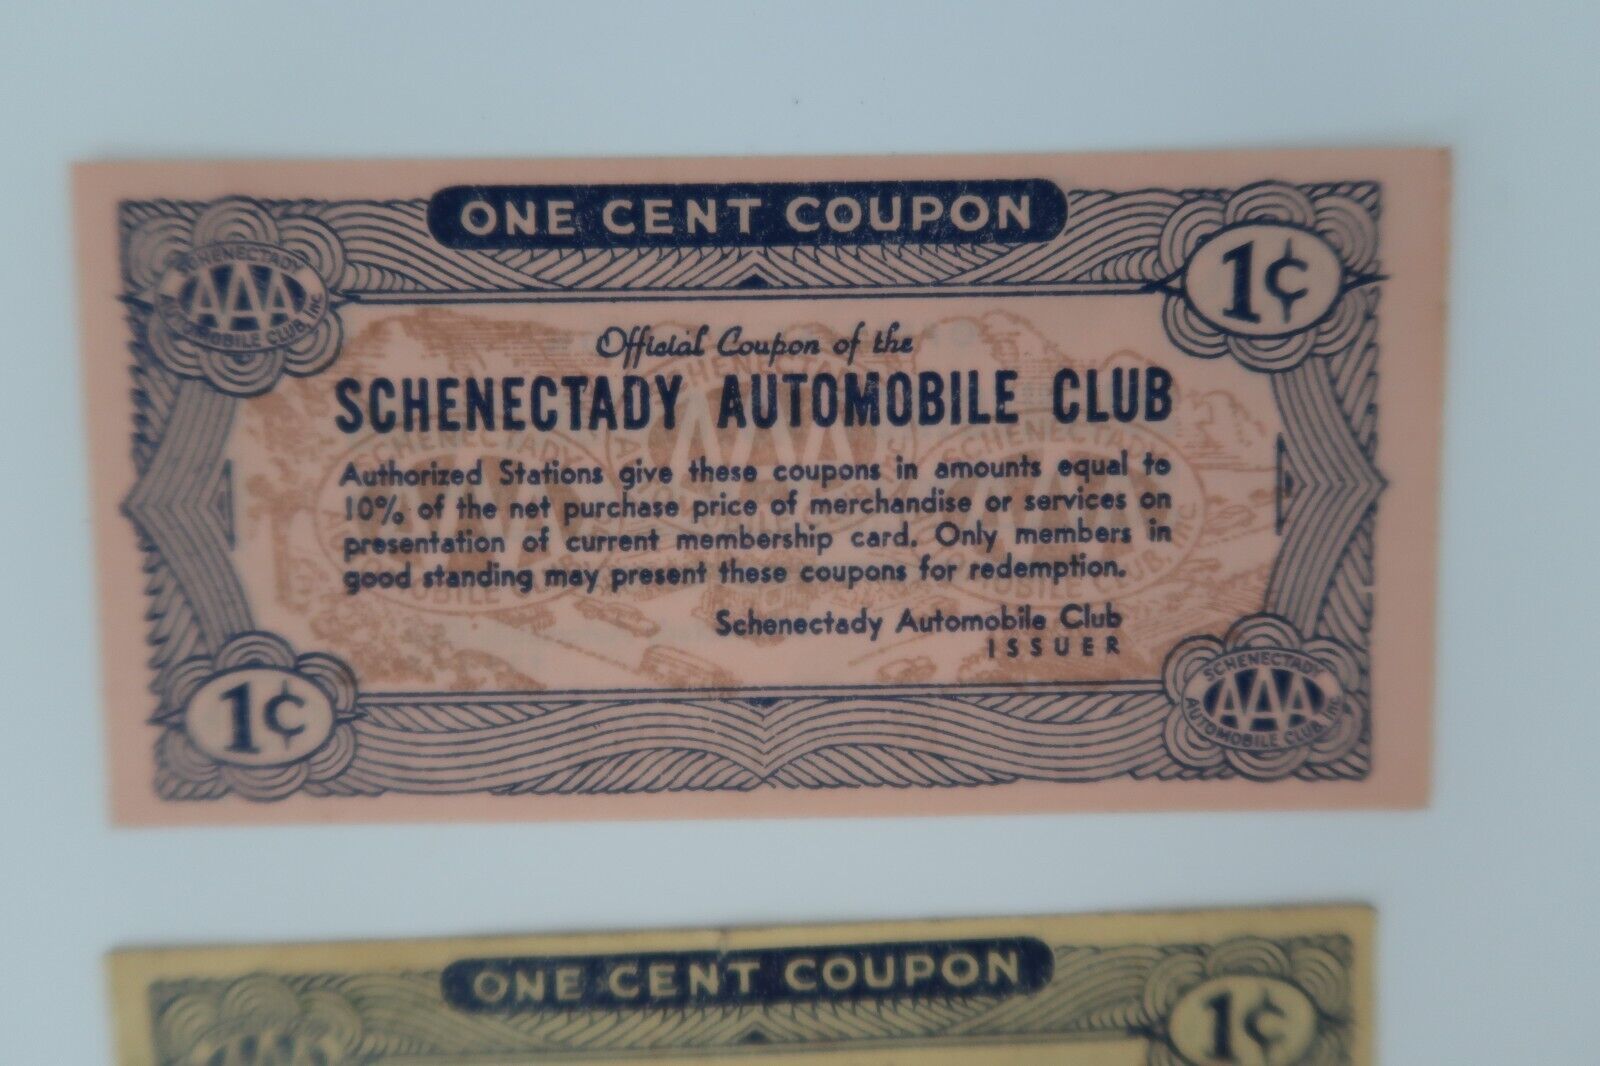 ONE CENT COUPON
SCHENECTADY
AAA
AUTOMOBILE CLUB, Inc.
1¢
Official Coupon of the
SCHENECTADY AUTOMOBILE CLUB
Authorized Stations give these coupons in amounts equal to
10% of the net purchase price of merchandise or services on
presentation of current membership card. Only members in
good standing may present these coupons for redemption.
Schenectady Automobile Club
ISSUER
1¢
SCHENECTADY
AAA
AUTOMOBILE CLUB, Inc.
ONE CENT COUPON
1¢